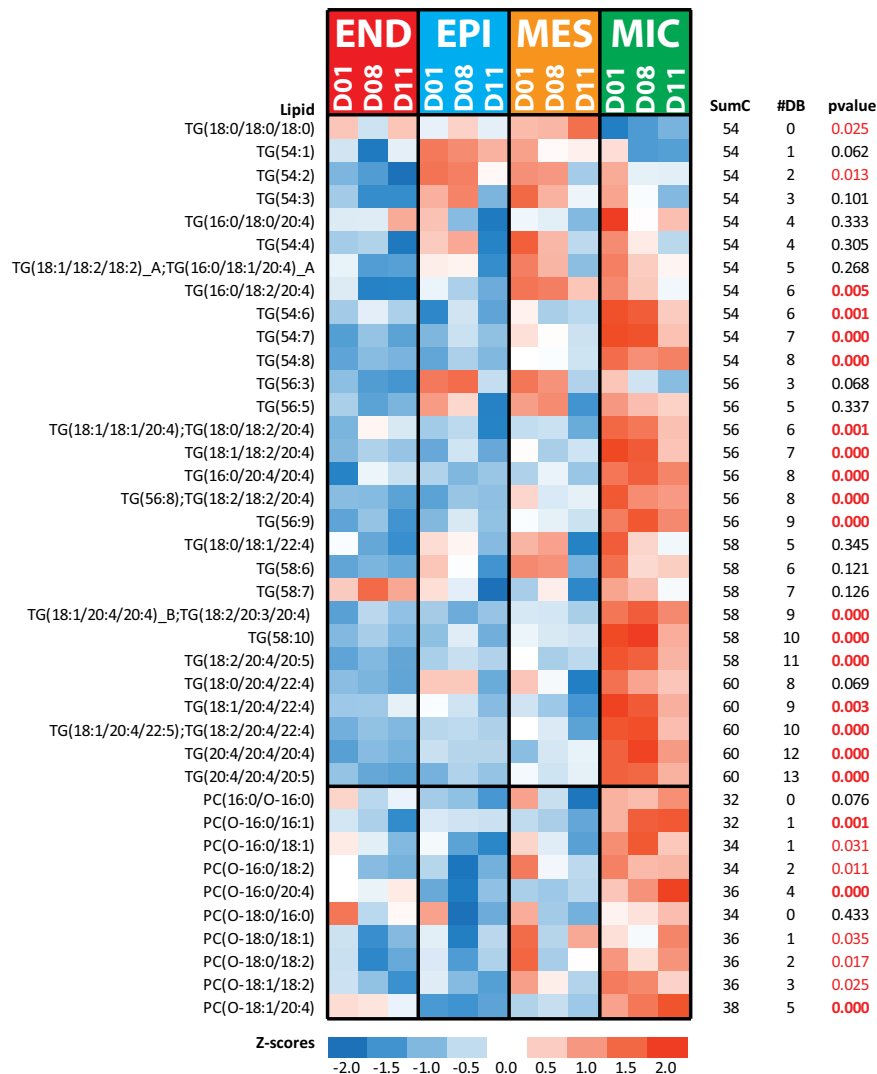 END EPI MES MIC
D01 D08 D11 D01 D08 D11 D01 D08 D11 D01 D08 D11
Lipid SumC #DB pvalue
TG(18:0/18:0/18:0) 54 0 0.025
TG(54:1) 54 1 0.062
TG(54:2) 54 2 0.013
TG(54:3) 54 3 0.101
TG(16:0/18:0/20:4) 54 4 0.333
TG(54:4) 54 4 0.305
TG(18:1/18:2/18:2)_A;TG(16:0/18:1/20:4)_A 54 5 0.268
TG(16:0/18:2/20:4) 54 6 0.005
TG(54:6) 54 6 0.001
TG(54:7) 54 7 0.000
TG(54:8) 54 8 0.000
TG(56:3) 56 3 0.068
TG(56:5) 56 5 0.337
TG(18:1/18:1/20:4);TG(18:0/18:2/20:4) 56 6 0.001
TG(18:1/18:2/20:4) 56 7 0.000
TG(16:0/20:4/20:4) 56 8 0.000
TG(56:8);TG(18:2/18:2/20:4) 56 8 0.000
TG(56:9) 56 9 0.000
TG(18:0/18:1/22:4) 58 5 0.345
TG(58:6) 58 6 0.121
TG(58:7) 58 7 0.126
TG(18:1/20:4/20:4)_B;TG(18:2/20:3/20:4) 58 9 0.000
TG(58:10) 58 10 0.000
TG(18:2/20:4/20:5) 58 11 0.000
TG(18:0/20:4/22:4) 60 8 0.069
TG(18:1/20:4/22:4) 60 9 0.003
TG(18:1/20:4/22:5);TG(18:2/20:4/22:4) 60 10 0.000
TG(20:4/20:4/20:4) 60 12 0.000
TG(20:4/20:4/20:5) 60 13 0.000
PC(16:0/O-16:0) 32 0 0.076
PC(O-16:0/16:1) 32 1 0.001
PC(O-16:0/18:1) 34 1 0.031
PC(O-16:0/18:2) 34 2 0.011
PC(O-16:0/20:4) 36 4 0.000
PC(O-18:0/16:0) 34 0 0.433
PC(O-18:0/18:1) 36 1 0.035
PC(O-18:0/18:2) 36 2 0.017
PC(O-18:1/18:2) 36 3 0.025
PC(O-18:1/20:4) 38 5 0.000
Z-scores
-2.0 -1.5 -1.0 -0.5 0.0 0.5 1.0 1.5 2.0